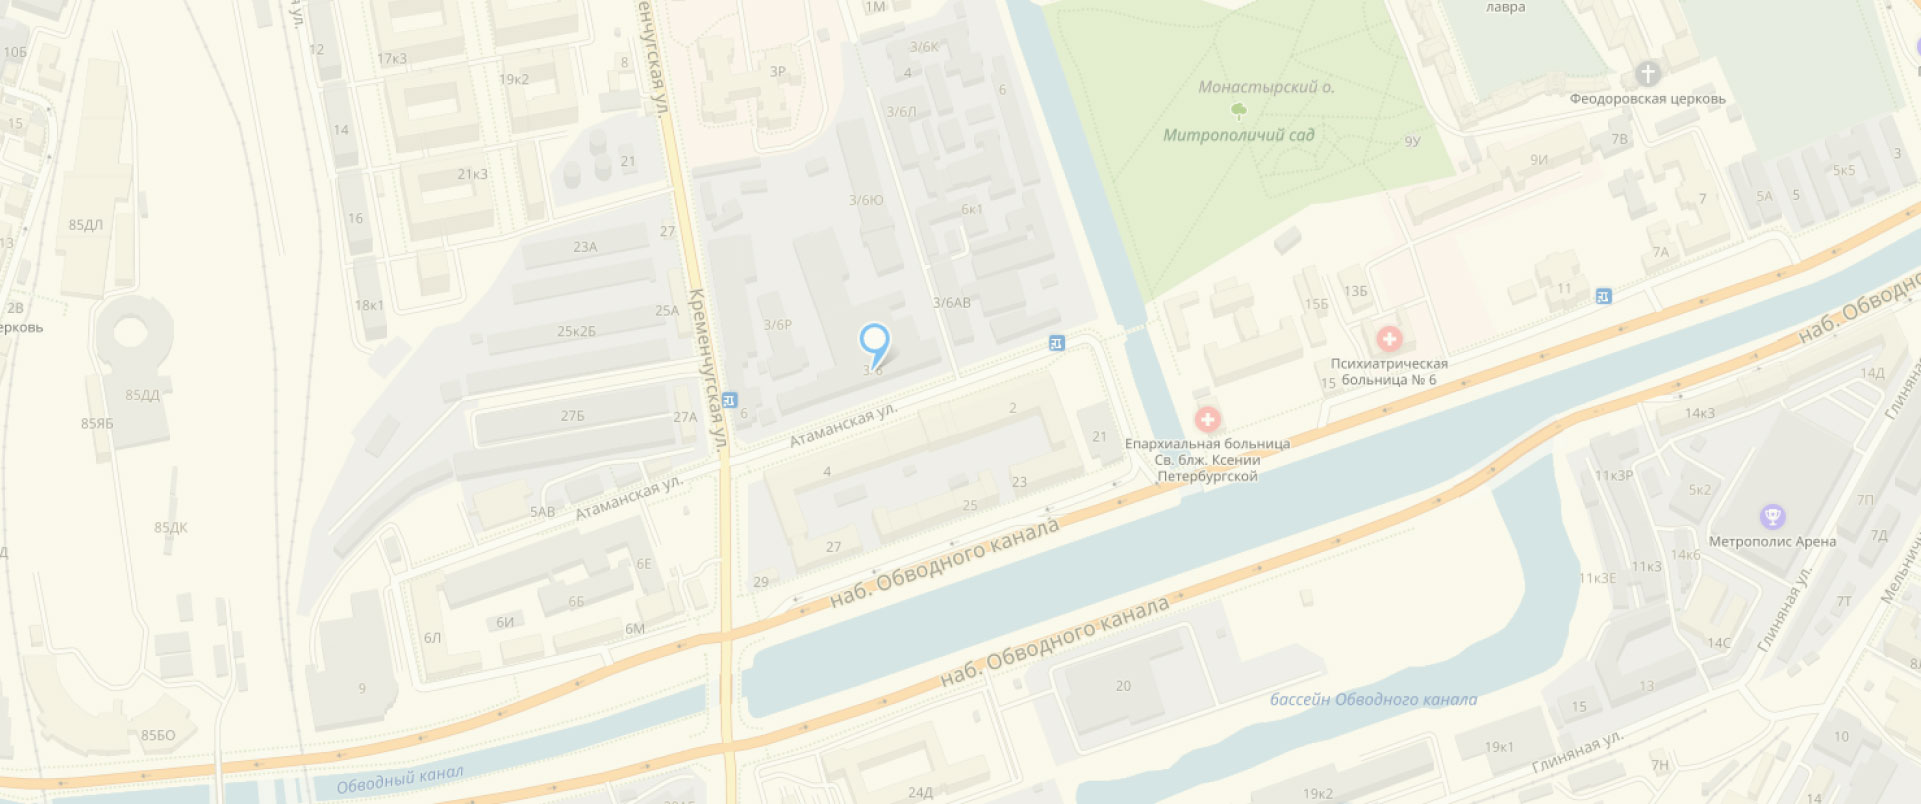 лавра
1М
12
17к3
19к2
8
3Р
3/6К
4
6
10Б
Монастырский о.
Митрополичий сад
Феодоровская церковь
15
14
21
3/6Л
9У
7В
9И
3
21к3
5к5
16
3/6Ю
6к1
7
5А
5
85ДЛ
27
23А
7А
11
18к1
25А
25к2Б
3/6Р
3/6АВ
15Б
13Б
2В
Кременчугская ул.
наб. Обводно
Психиатрическая
больница № 6
15
3-6
14Д
85ДД
85ЯБ
27Б
27А
6
2
14к3
Атаманская ул.
21
Епархиальная больница
Св. блж. Ксении
Петербургской
4
23
25
27
29
5АВ
Атаманская ул.
11к3Р
5к2
7П
7Д
Метрополис Арена
14к6
11к3
11к3Е
85ДК
наб. Обводного канала
6Е
6Б
6И
6М
6Л
7Т
14С
Глиняная ул.
наб. Обводного канала
9
20
13
15
бассейн Обводного канала
85БО
19к1
Глиняная ул.
7Н
10
Обводный канал
24Д
19к2
14